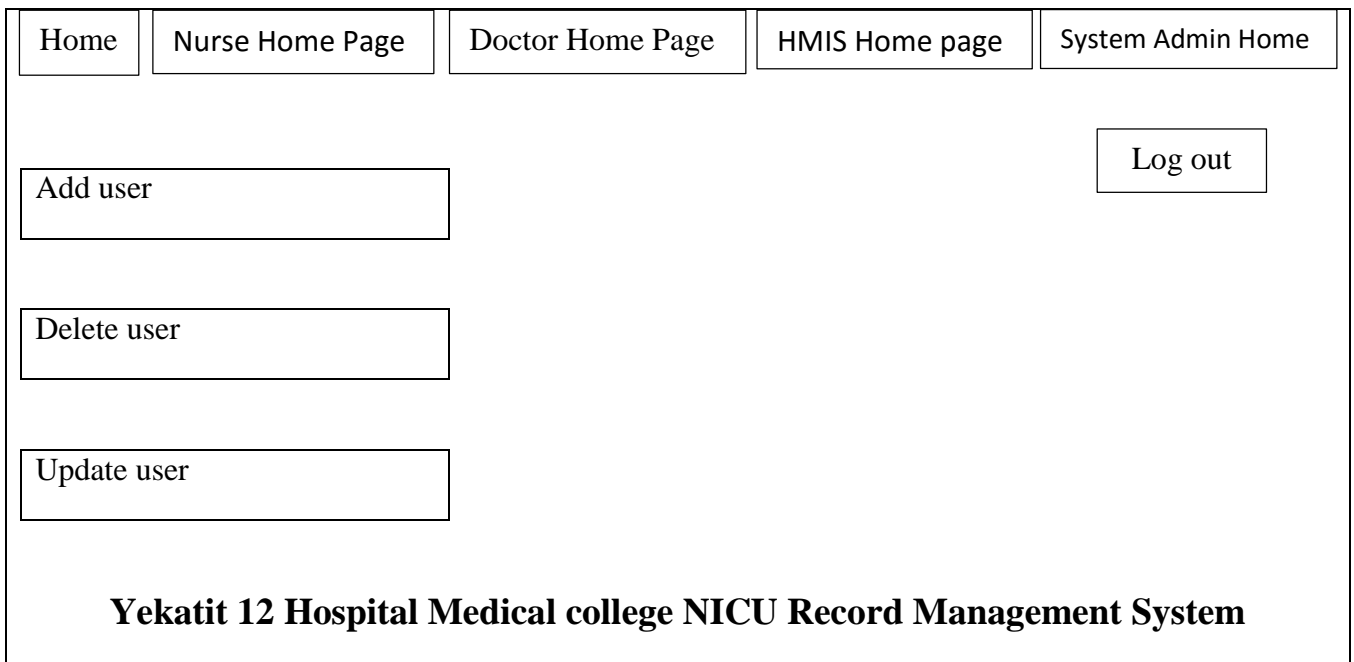 Home
Nurse Home Page
Doctor Home Page
HMIS Home page
System Admin Home
Log out
Add user
Delete user
Update user
Yekatit 12 Hospital Medical college NICU Record Management System